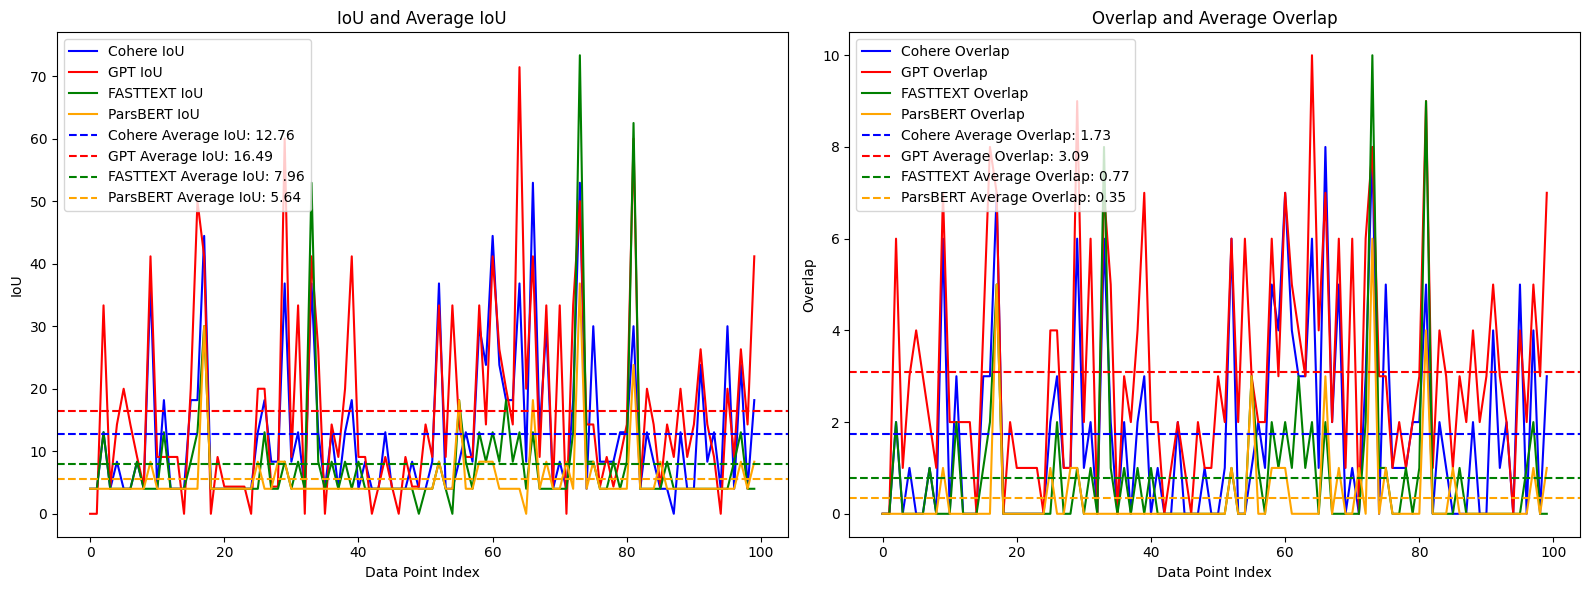 IoU and Average IoU
Cohere IoU
GPT IoU
FASTTEXT IoU
ParsBERT IoU
Cohere Average IoU: 12.76
GPT Average IoU: 16.49
FASTTEXT Average IoU: 7.96
ParsBERT Average IoU: 5.64
IoU
70
60
50
40
30
20
10
0
0 20 40 60 80 100
Data Point Index
Overlap and Average Overlap
Cohere Overlap
GPT Overlap
FASTTEXT Overlap
ParsBERT Overlap
Cohere Average Overlap: 1.73
GPT Average Overlap: 3.09
FASTTEXT Average Overlap: 0.77
ParsBERT Average Overlap: 0.35
Overlap
10
8
6
4
2
0
0 20 40 60 80 100
Data Point Index